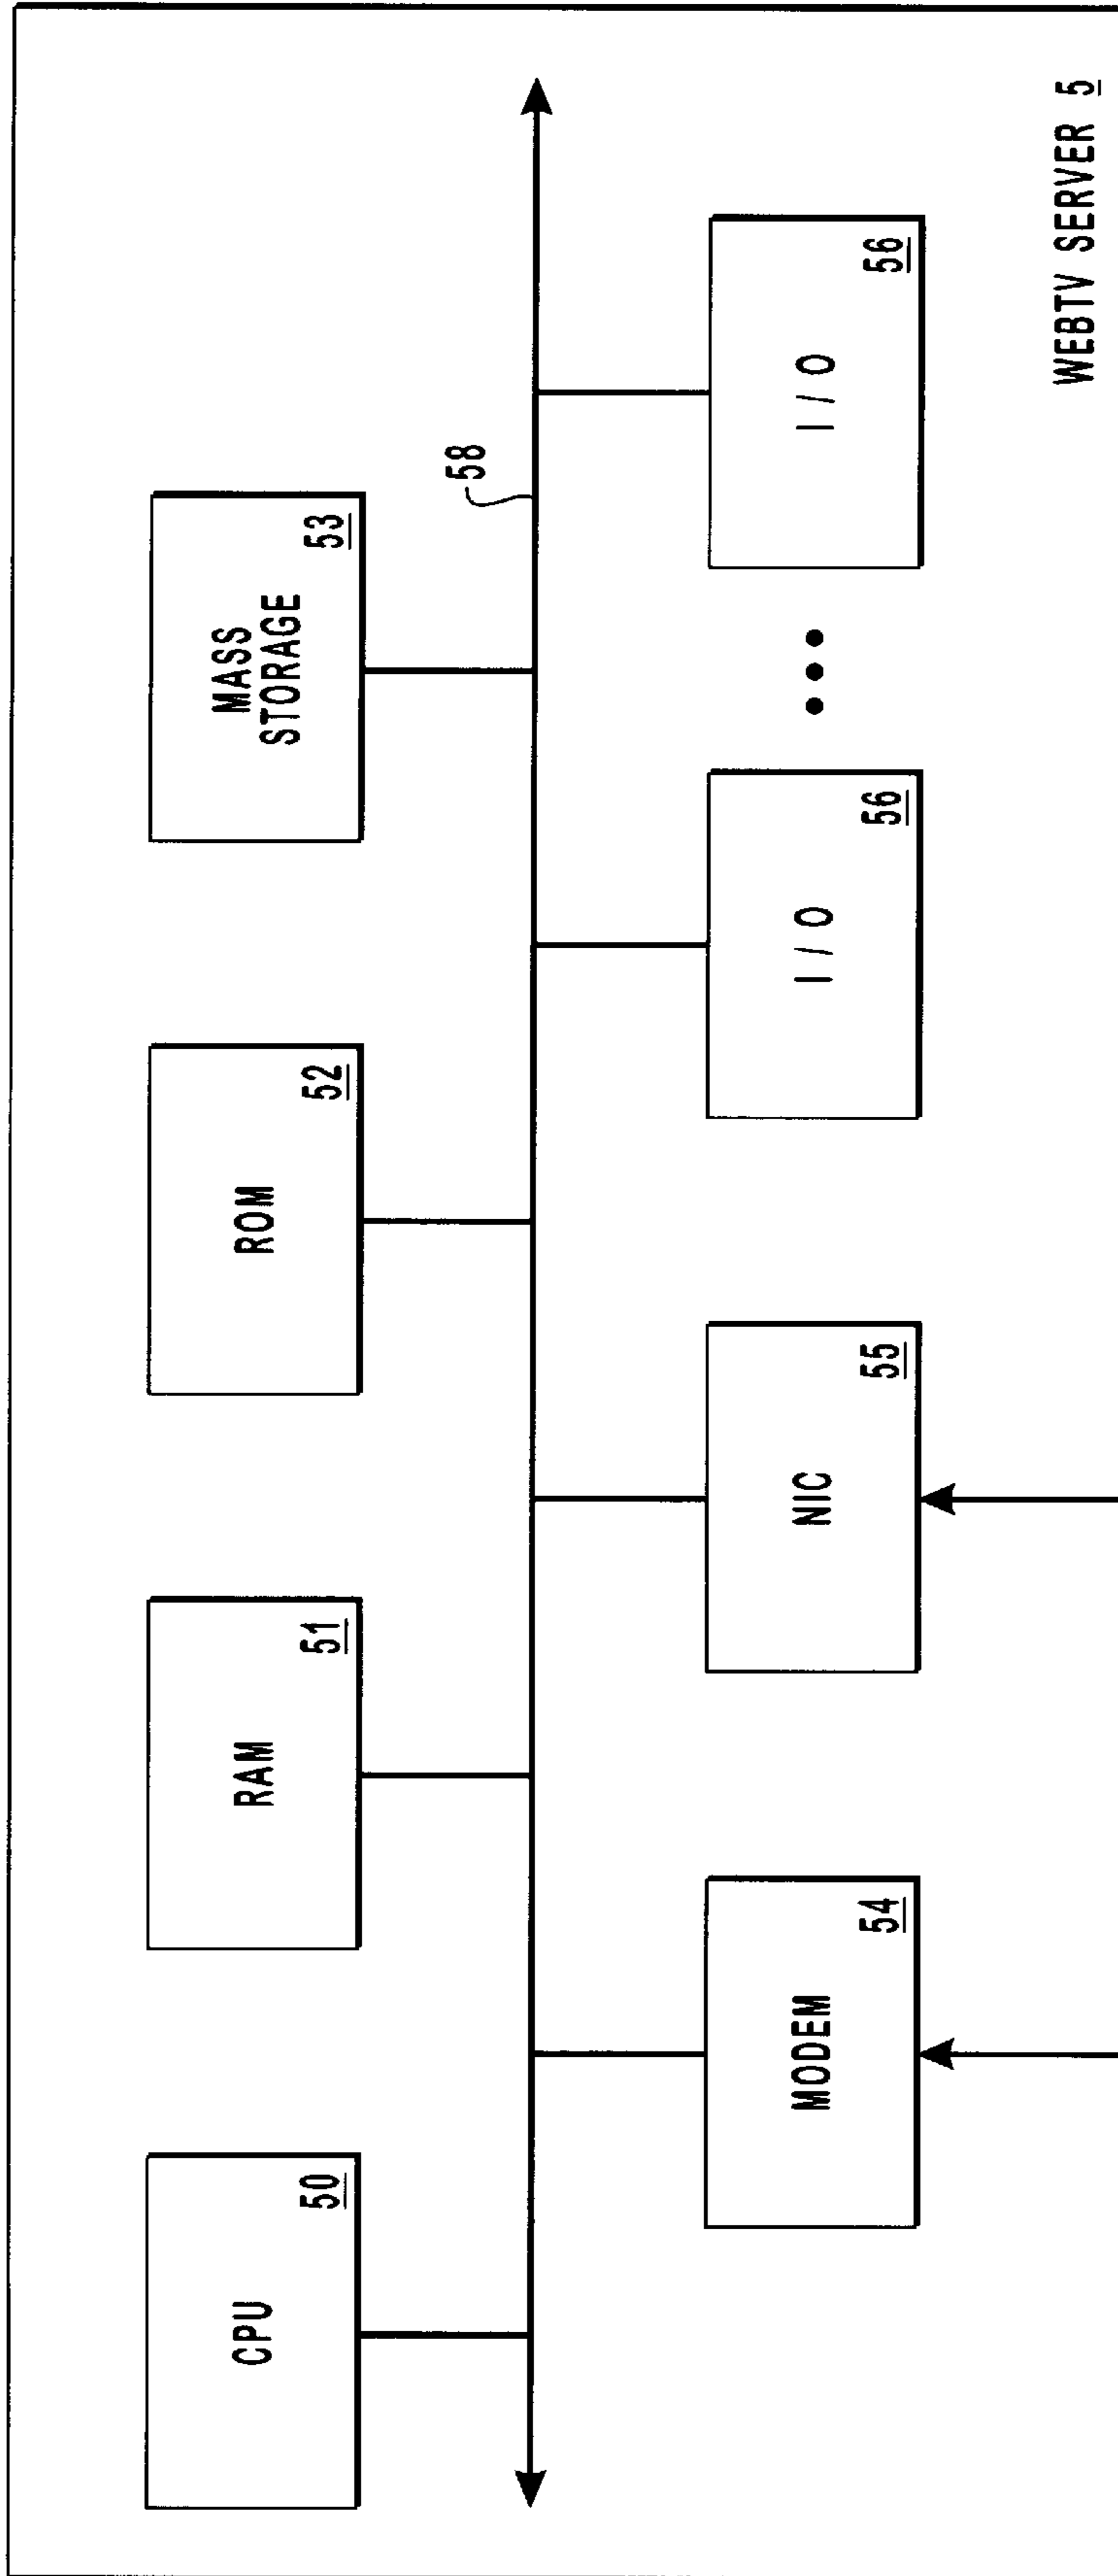 CPU
50
RAM
51
ROM
52
MASS
STORAGE
53
58
MODEM
54
NIC
55
I/O
56
I/O
56
WEBTV SERVER 5